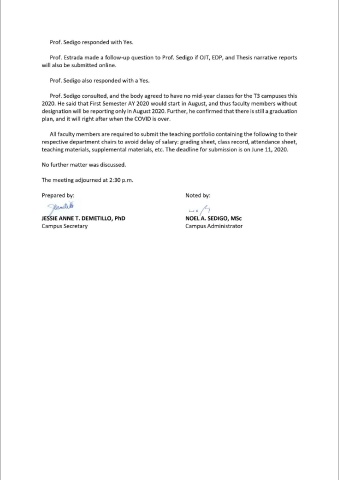 Prof. Sedigo responded with Yes.
Prof. Estrada made a follow-up question to Prof. Sedigo if OJT, EDP, and Thesis narrative reports
will also be submitted online.
Prof. Sedigo also responded with a Yes.
Prof. Sedigo consulted, and the body agreed to have no mid-year classes for the T3 campuses this
2020. He said that First Semester AY 2020 would start in August, and thus faculty members without
designation will be reporting only in August 2020. Further, he confirmed that there is still a graduation
plan, and it will right after when the COVID is over.
All faculty members are required to submit the teaching portfolio containing the following to their
respective department chairs to avoid delay of salary: grading sheet, class record, attendance sheet,
teaching materials, supplemental materials, etc. The deadline for submission is on June 11, 2020.
No further matter was discussed.
The meeting adjourned at 2:30 p.m.
Prepared by: Noted by:
JESSIE ANNE T. DEMETILLO, PhD NOEL A. SEDIGO, MSc
Campus Secretary Campus Administrator